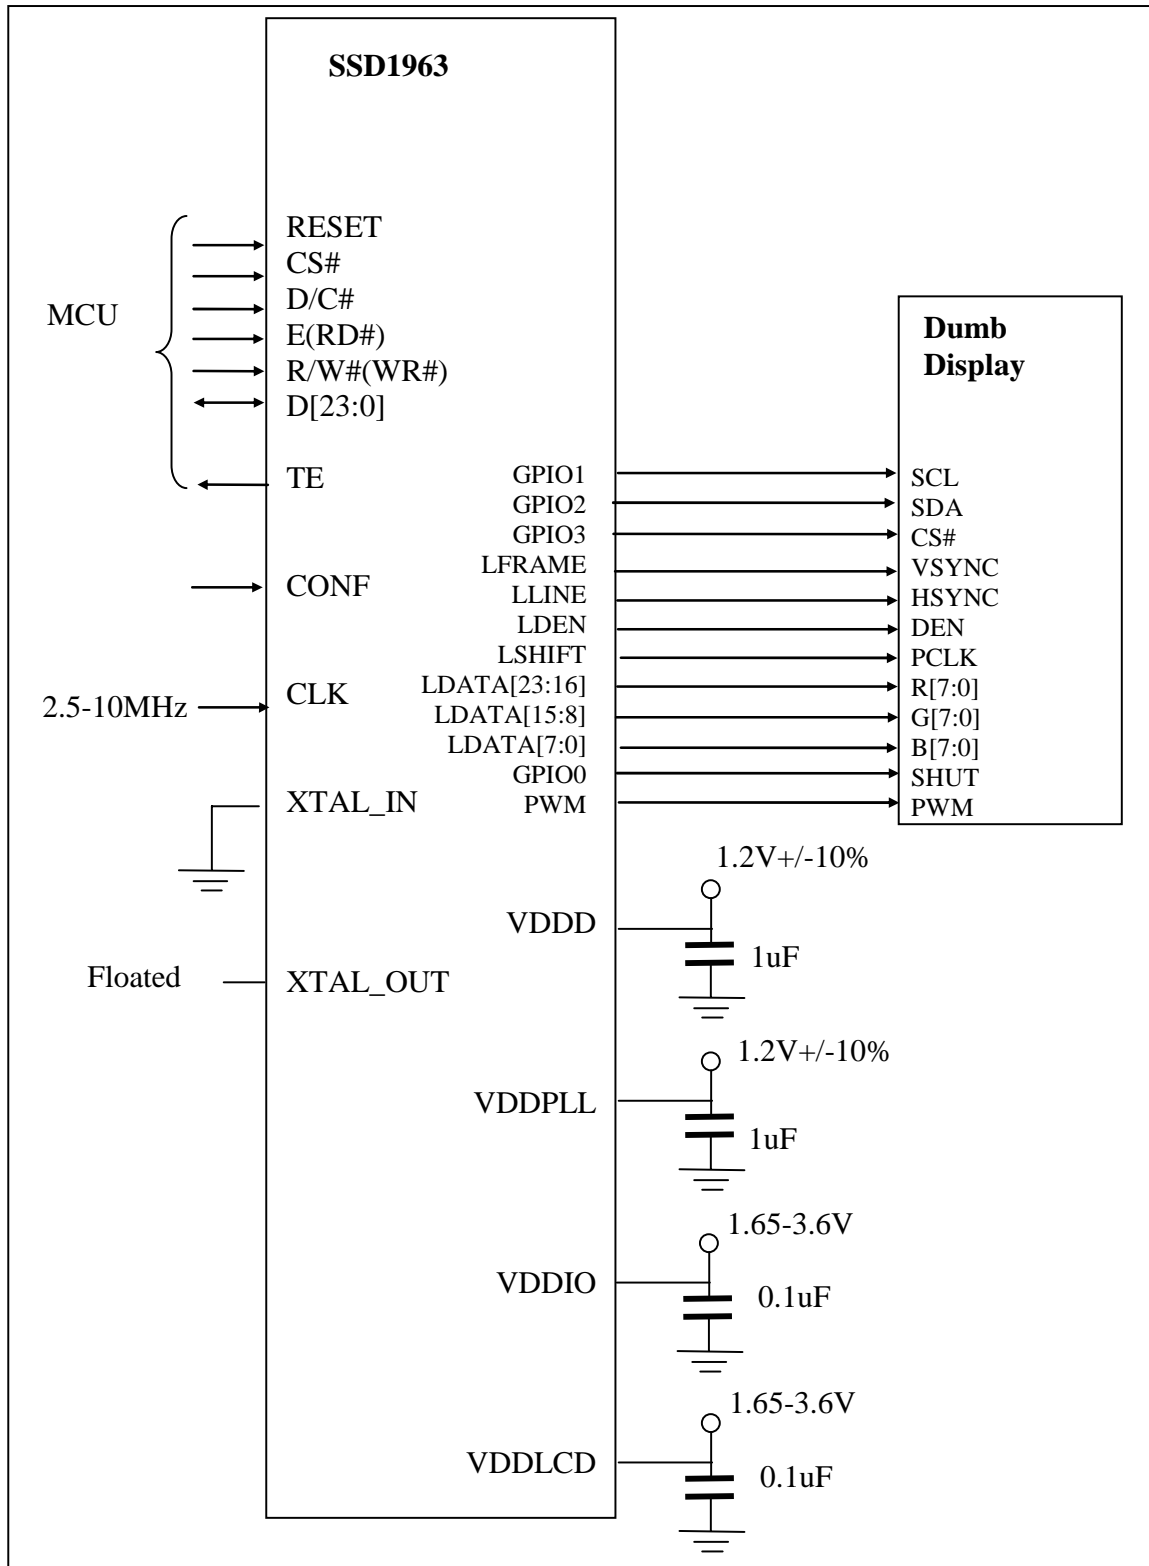 SSD1963
MCU
RESET
CS#
D/C#
E(RD#)
R/W#(WR#)
D[23:0]
TE
CONF
2.5-10MHz
CLK
XTAL_IN
Floated
XTAL_OUT
GPIO1
GPIO2
GPIO3
LFRAME
LLINE
LDEN
LSHIFT
LDATA[23:16]
LDATA[15:8]
LDATA[7:0]
GPIO0
PWM
Dumb
Display
SCL
SDA
CS#
VSYNC
HSYNC
DEN
PCLK
R[7:0]
G[7:0]
B[7:0]
SHUT
PWM
1.2V+/-10%
VDDD
1uF
1.2V+/-10%
VDDPLL
1uF
1.65-3.6V
VDDIO
0.1uF
1.65-3.6V
VDDLCD
0.1uF